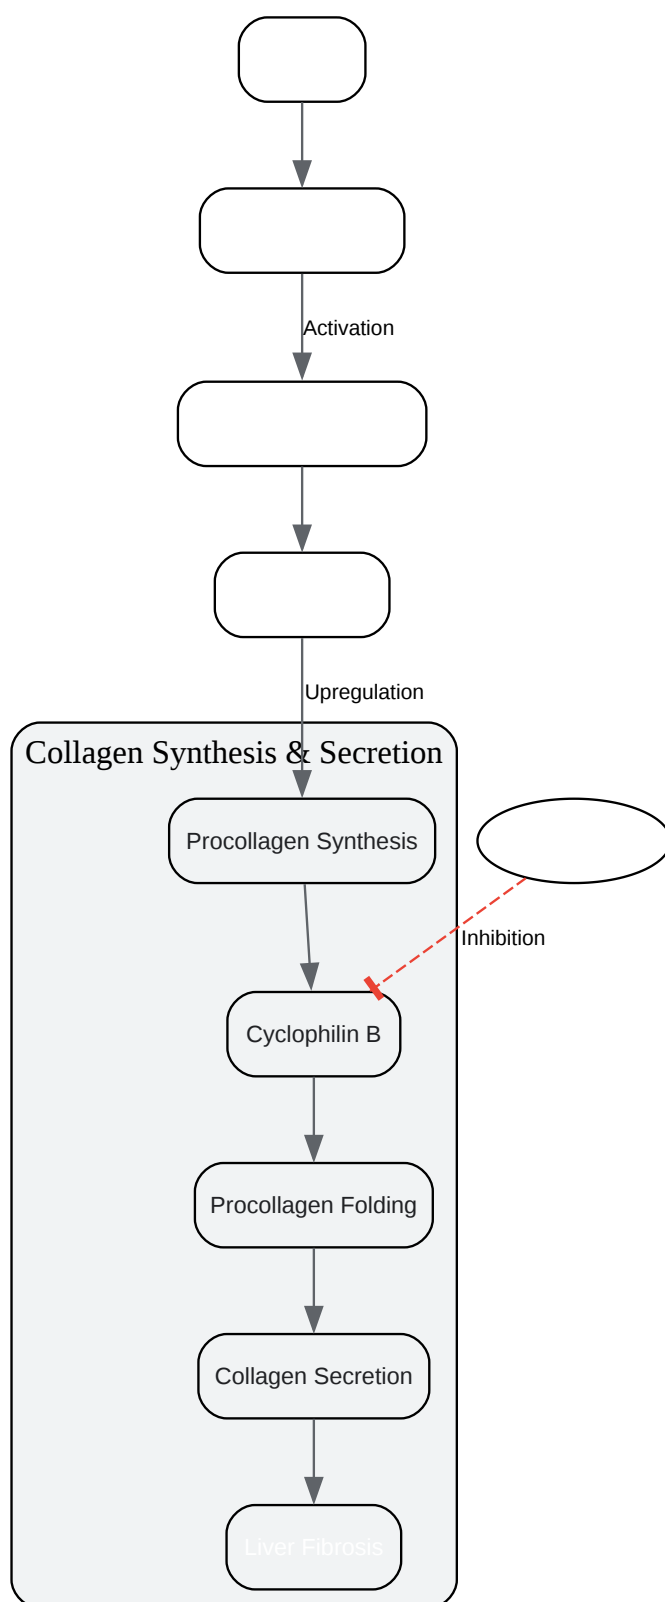 Activation
Upregulation
Collagen Synthesis & Secretion
Procollagen Synthesis
Inhibition
Cyclophilin B
Procollagen Folding
Collagen Secretion
Liver Fibrosis